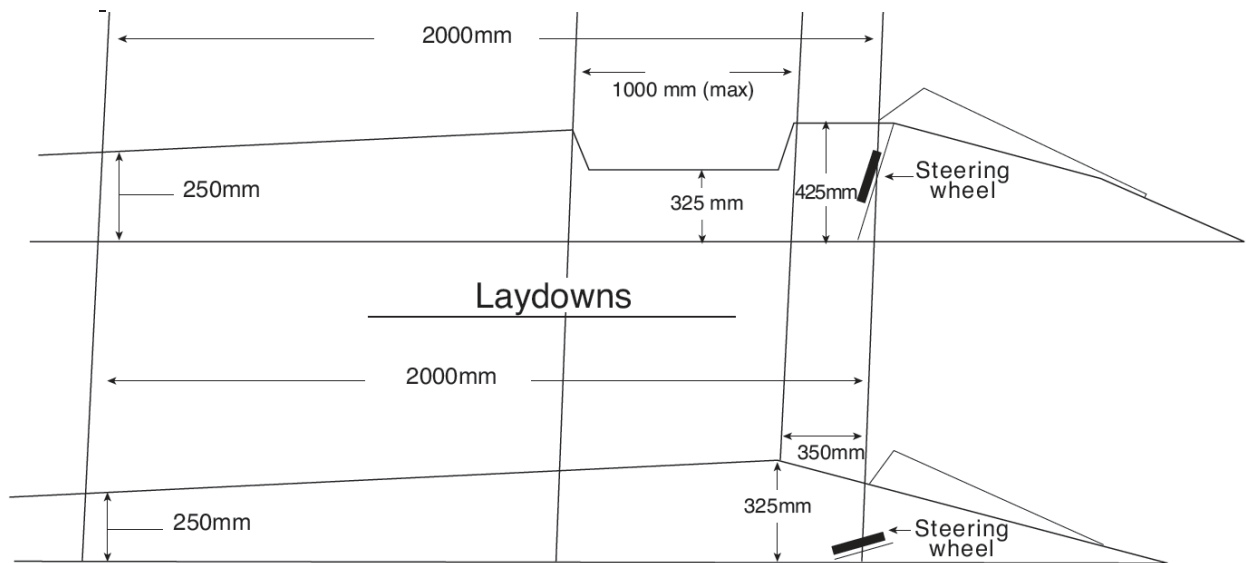 2000mm
1000 mm (max)
250mm
325 mm
425mm
Steering
wheel
Laydowns
2000mm
350mm
250mm
325mm
Steering
wheel